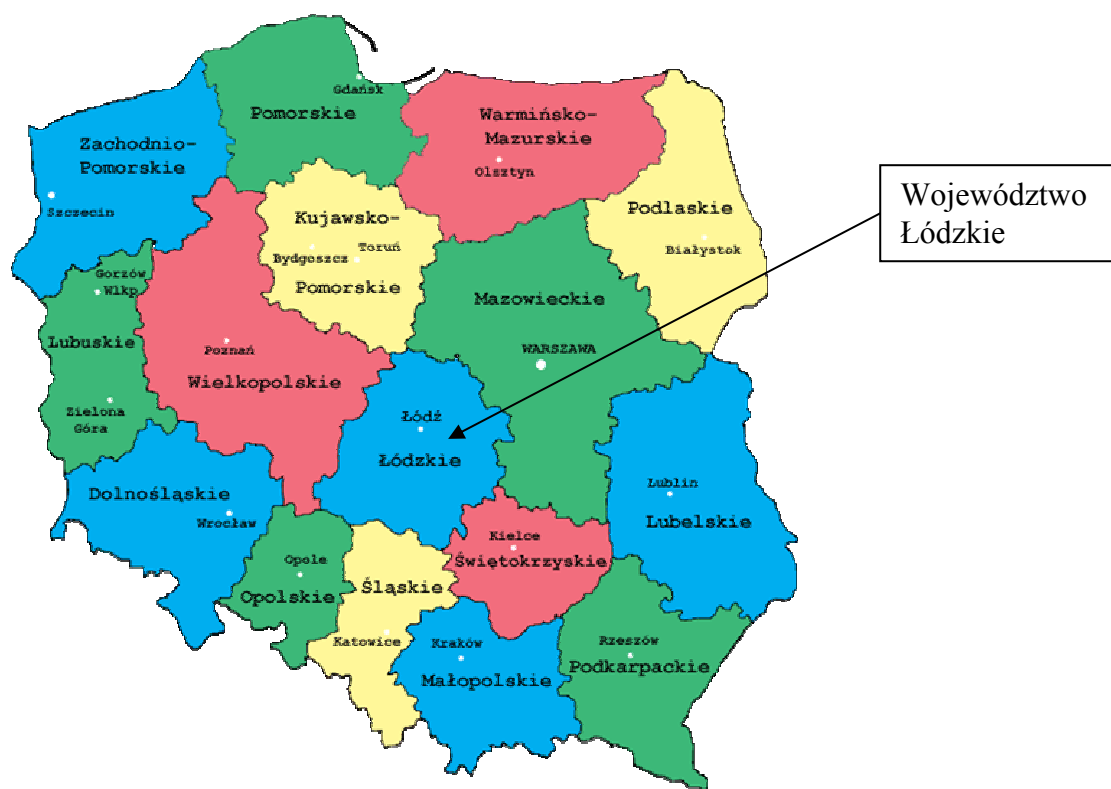 Gdańsk
Pomorskie
Warmińsko-
Mazurskie
Olsztyn
Zachodnio-
Pomorskie
Szczecin
Województwo
Łódzkie
Podlaskie
Białystok
Kujawsko-
Toruń
Bydgoszcz
Pomorskie
Gorzów
Wlkp
Lubuskie
Zielona
Góra
Mazowieckie
WARSZAWA
Poznań
Wielkopolskie
Łódź
Łódzkie
Dolnośląskie
Wrocław
Lublin
Lubelskie
Kielce
Świętokrzyskie
Opole
Opolskie
Śląskie
Katowice
Kraków
Małopolskie
Rzeszów
Podkarpackie